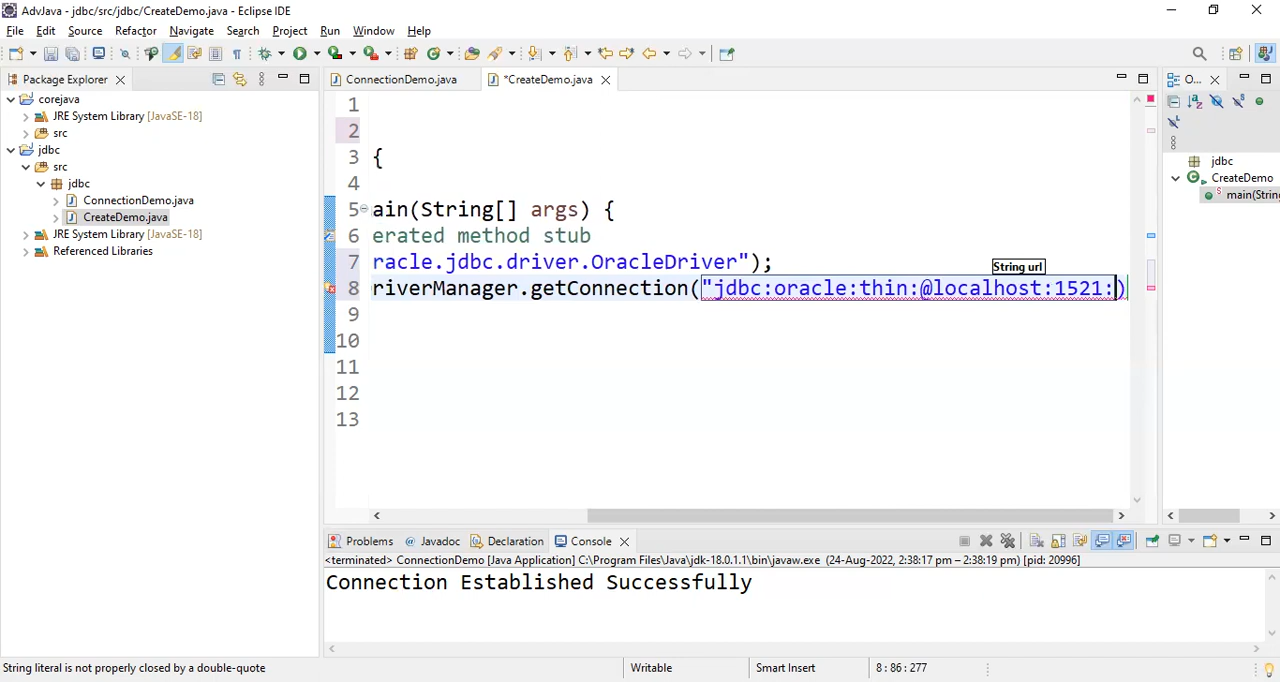 AdvJava - jdbc/src/jdbc/CreateDemo.java - Eclipse IDE
File Edit Source Refactor Navigate Search Project Run Window Help
Package Explorer
ConnectionDemo.java
*CreateDemo.java
O...
corejava
JRE System Library [JavaSE-18]
src
jdbc
src
jdbc
ConnectionDemo.java
CreateDemo.java
JRE System Library [JavaSE-18]
Referenced Libraries
1
2
3 {
4
5 ain(String[] args) {
6 erated method stub
7 racle.jdbc.driver.OracleDriver");
String url
8 riverManager.getConnection("jdbc:oracle:thin:@localhost:1521:)
9
10
11
12
13
jdbc
CreateDemo
main(String
Problems @ Javadoc Declaration Console
<terminated> ConnectionDemo [Java Application] C:\Program Files\Java\jdk-18.0.1.1\bin\javaw.exe (24-Aug-2022, 2:38:17 pm – 2:38:19 pm) [pid: 20996]
Connection Established Successfully
String literal is not properly closed by a double-quote
Writable
Smart Insert
8 : 86 : 277